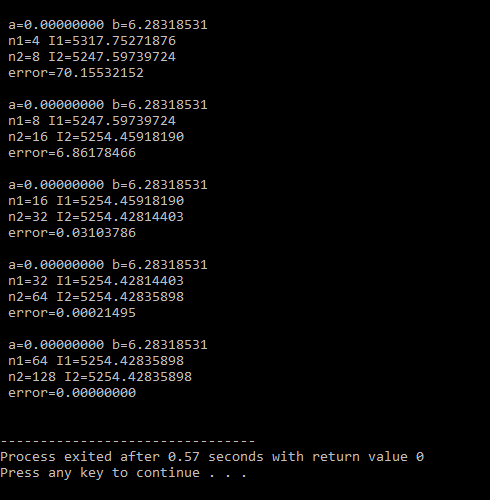 a=0.00000000 b=6.28318531
n1=4 I1=5317.75271876
n2=8 I2=5247.59739724
error=70.15532152

a=0.00000000 b=6.28318531
n1=8 I1=5247.59739724
n2=16 I2=5254.45918190
error=6.86178466

a=0.00000000 b=6.28318531
n1=16 I1=5254.45918190
n2=32 I2=5254.42814403
error=0.03103786

a=0.00000000 b=6.28318531
n1=32 I1=5254.42814403
n2=64 I2=5254.42835898
error=0.00021495

a=0.00000000 b=6.28318531
n1=64 I1=5254.42835898
n2=128 I2=5254.42835898
error=0.00000000

--------------------------------
Process exited after 0.57 seconds with return value 0
Press any key to continue . . .